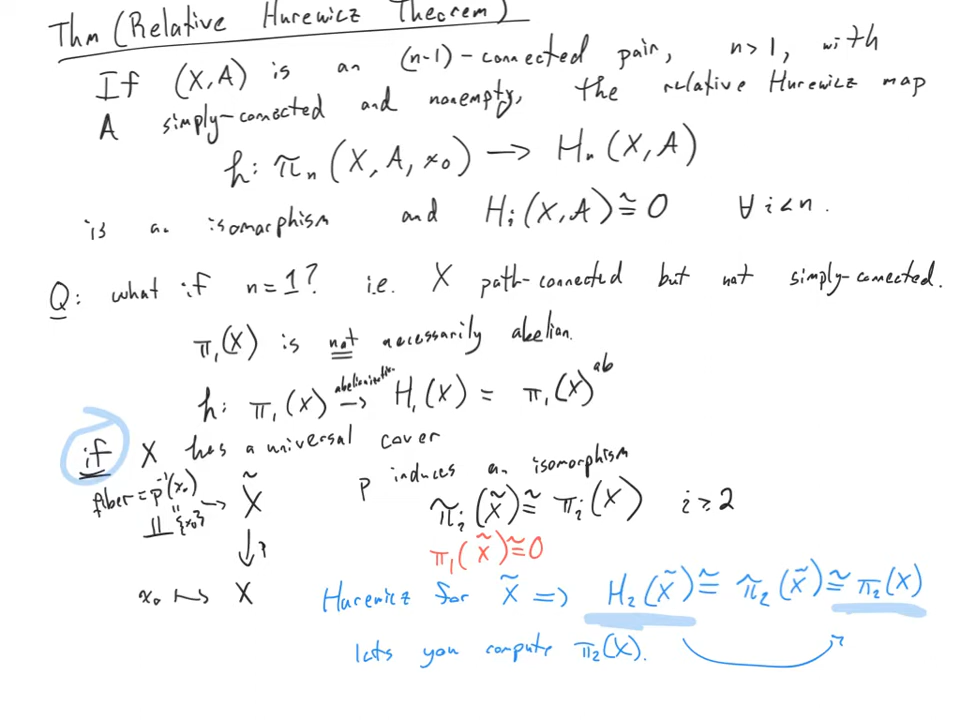 Thm (Relative Hurewicz Theorem)
If (X,A) is an (n-1)-connected pair, n>1, with
A simply-connected and nonempty, the relative Hurewicz map
h: π_n (X, A, x_0) → H_n (X, A)
is an isomorphism and H_i (X,A) ≅ 0 ∀ i<n.
Q: what if n=1? i.e. X path-connected but not simply-connected.
π_1(X) is not necessarily abelian.
abelianization
h: π_1(X) → H_1(X) = π_1(X)^ab
if X has a universal cover
p induces an isomorphism
fiber = p^-1(x_0) → X̃
π_i(X̃) ≅ π_i(X) i ≥ 2
∐ {x_0}
π_1(X̃) ≅ 0
x_0 ↦ X
Hurewicz for X̃ ⇒ H_2(X̃) ≅ π_2(X̃) ≅ π_2(X)
lets you compute π_2(X).